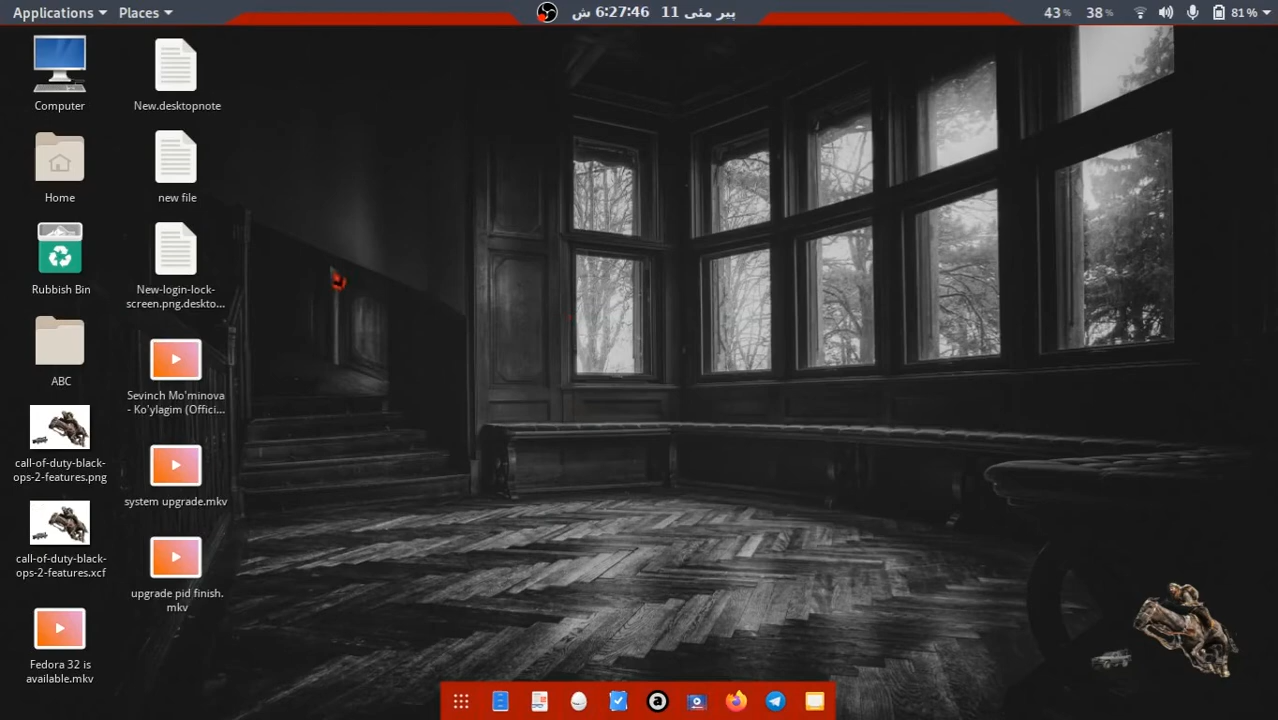 Applications
Places
پیر مئی 11 6:27:46 ش
43 %
38 %
81 %
Computer
New.desktopnote
Home
new file
Rubbish Bin
New-login-lock-
screen.png.deskto...
ABC
Sevinch Mo'minova
- Ko'ylagim (Offici...
call-of-duty-black-
ops-2-features.png
system upgrade.mkv
call-of-duty-black-
ops-2-features.xcf
upgrade pid finish.
mkv
Fedora 32 is
available.mkv
a